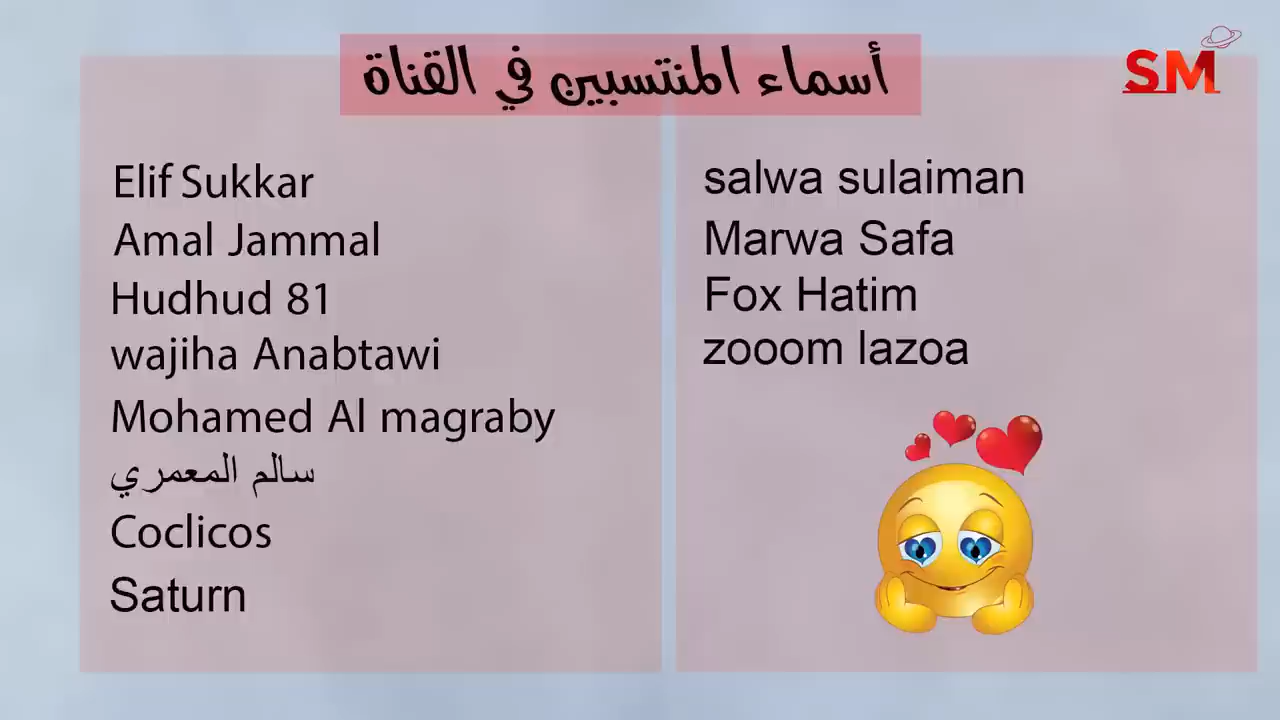 أسماء المنتسبين في القناة
SM
Elif Sukkar
Amal Jammal
Hudhud 81
wajiha Anabtawi
Mohamed Al magraby
سالم المعمري
Coclicos
Saturn
salwa sulaiman
Marwa Safa
Fox Hatim
zooom lazoa